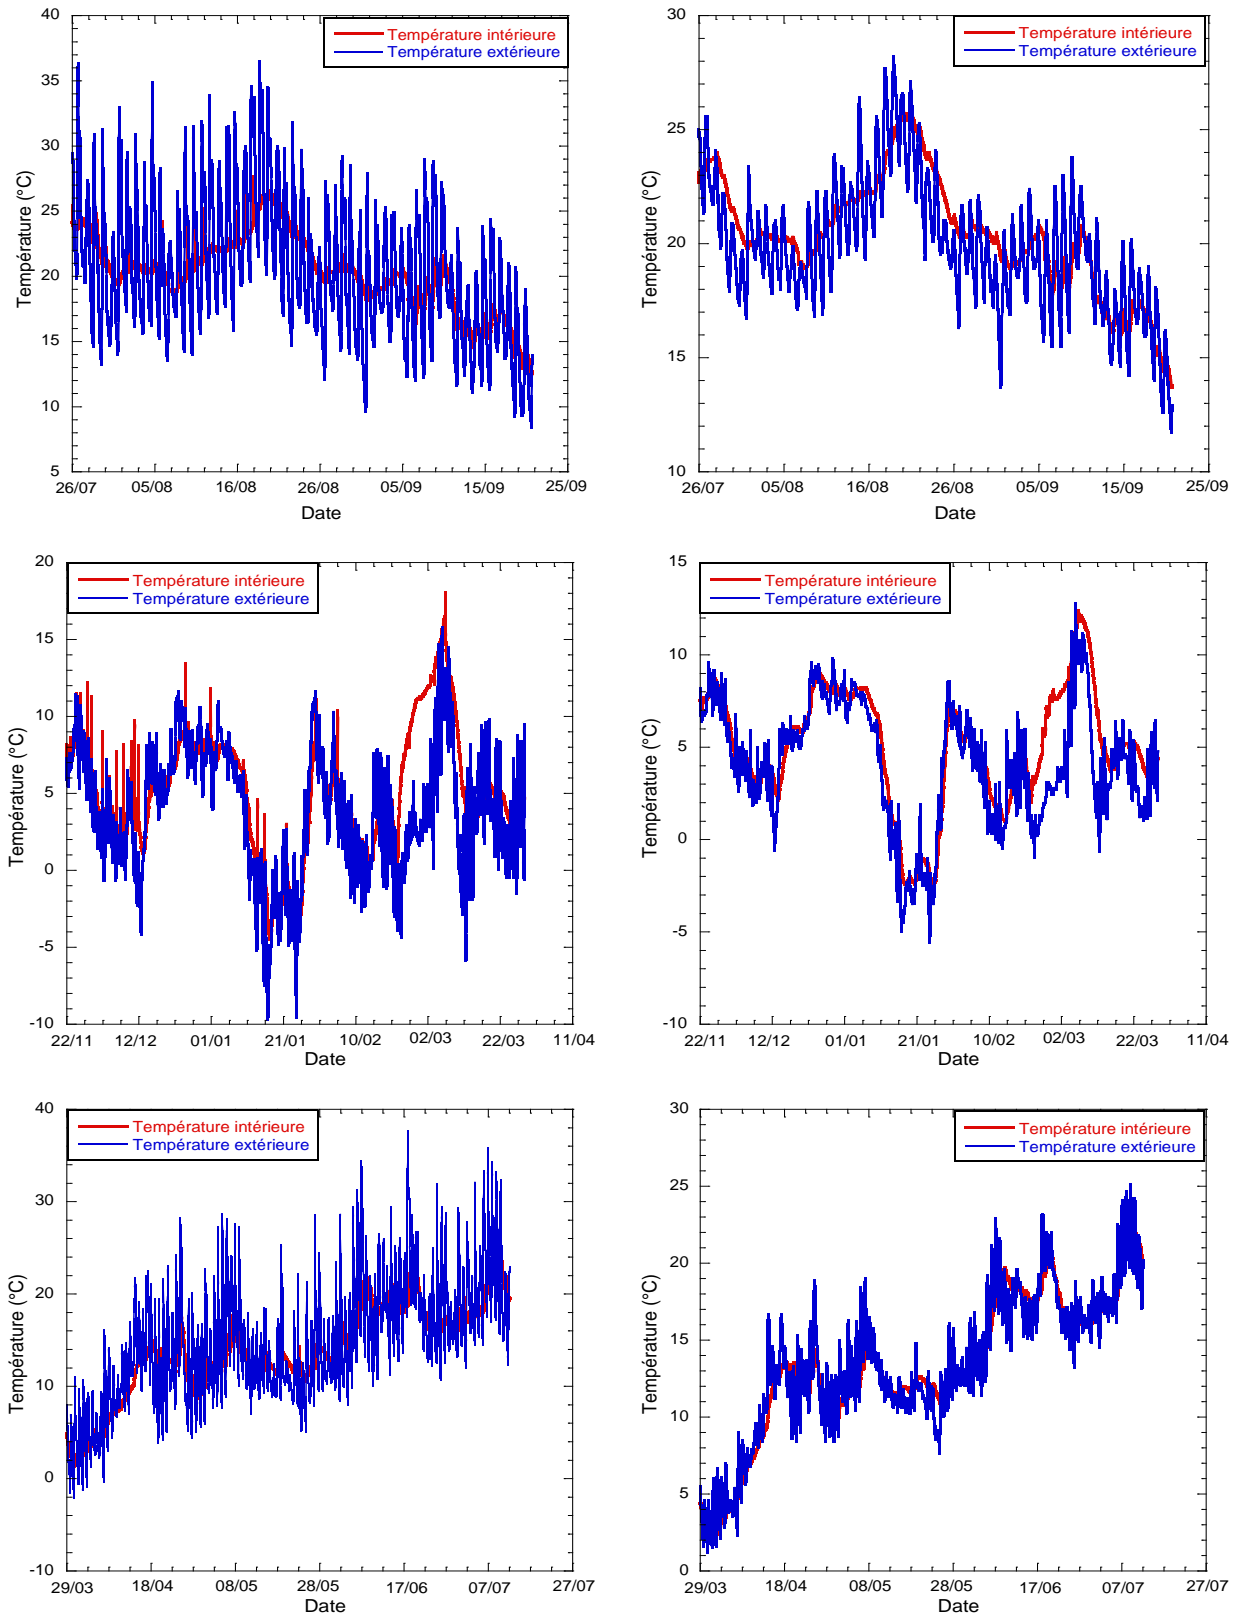 40
35
30
25
20
15
10
5
Température (°C)
Température intérieure
Température extérieure
26/07 05/08 16/08 26/08 05/09 15/09 25/09
Date
30
25
20
15
10
Température (°C)
Température intérieure
Température extérieure
26/07 05/08 16/08 26/08 05/09 15/09 25/09
Date
20
15
10
5
0
-5
-10
Température (°C)
Température intérieure
Température extérieure
22/11 12/12 01/01 21/01 10/02 02/03 22/03 11/04
Date
15
10
5
0
-5
-10
Température (°C)
Température intérieure
Température extérieure
22/11 12/12 01/01 21/01 10/02 02/03 22/03 11/04
Date
40
30
20
10
0
-10
Température (°C)
Température intérieure
Température extérieure
29/03 18/04 08/05 28/05 17/06 07/07 27/07
Date
30
25
20
15
10
5
0
Température (°C)
Température intérieure
Température extérieure
29/03 18/04 08/05 28/05 17/06 07/07 27/07
Date